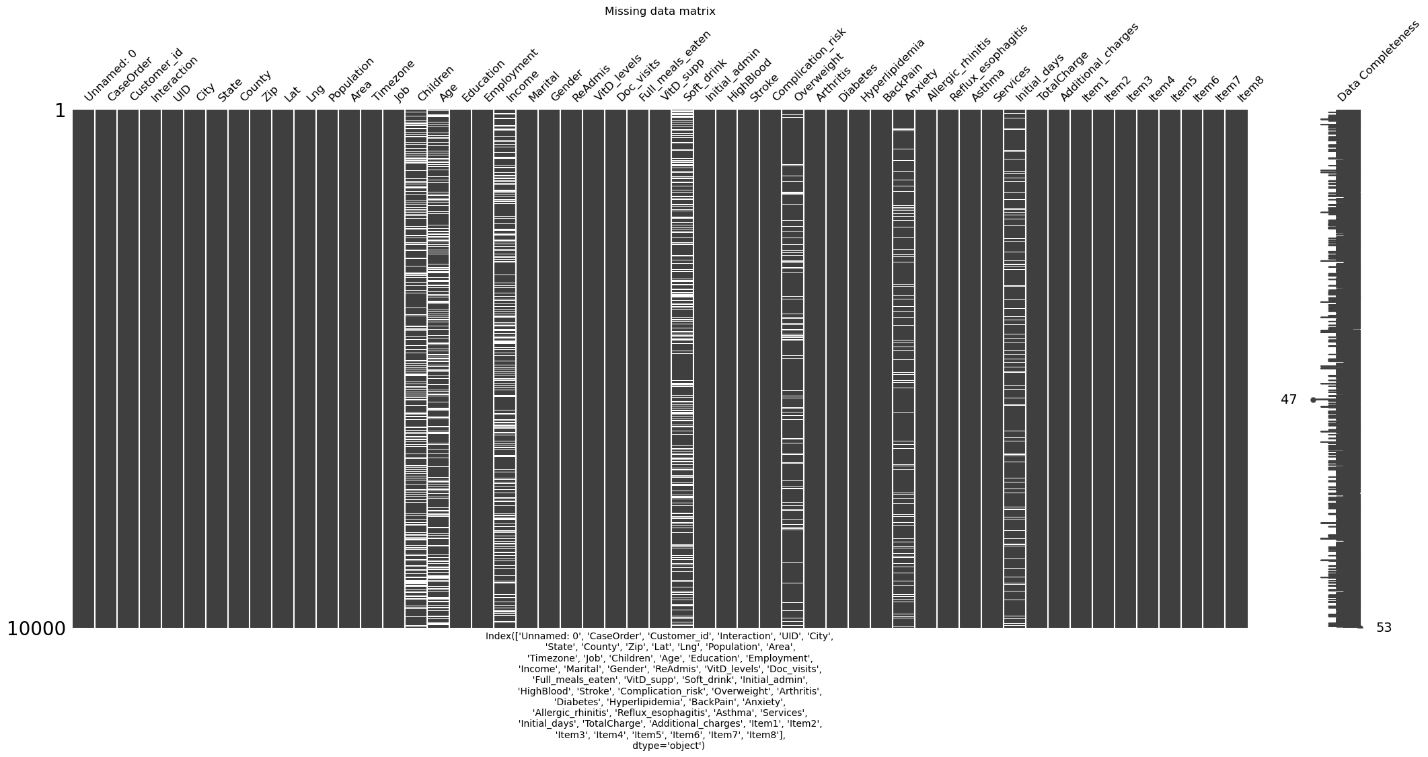 Missing data matrix
Unnamed: 0
CaseOrder
Customer_id
Interaction
UID
City
State
County
Zip
Lat
Lng
Population
Area
Timezone
Job
Children
Age
Education
Employment
Income
Marital
Gender
ReAdmis
VitD_levels
Doc_visits
Full_meals_eaten
VitD_supp
Soft_drink
Initial_admin
HighBlood
Stroke
Complication_risk
Overweight
Arthritis
Diabetes
Hyperlipidemia
BackPain
Anxiety
Allergic_rhinitis
Reflux_esophagitis
Asthma
Services
Initial_days
TotalCharge
Additional_charges
Item1
Item2
Item3
Item4
Item5
Item6
Item7
Item8
Data Completeness
1
47
10000
53
Index(['Unnamed: 0', 'CaseOrder', 'Customer_id', 'Interaction', 'UID', 'City',
'State', 'County', 'Zip', 'Lat', 'Lng', 'Population', 'Area',
'Timezone', 'Job', 'Children', 'Age', 'Education', 'Employment',
'Income', 'Marital', 'Gender', 'ReAdmis', 'VitD_levels', 'Doc_visits',
'Full_meals_eaten', 'VitD_supp', 'Soft_drink', 'Initial_admin',
'HighBlood', 'Stroke', 'Complication_risk', 'Overweight', 'Arthritis',
'Diabetes', 'Hyperlipidemia', 'BackPain', 'Anxiety',
'Allergic_rhinitis', 'Reflux_esophagitis', 'Asthma', 'Services',
'Initial_days', 'TotalCharge', 'Additional_charges', 'Item1', 'Item2',
'Item3', 'Item4', 'Item5', 'Item6', 'Item7', 'Item8'],
dtype='object')